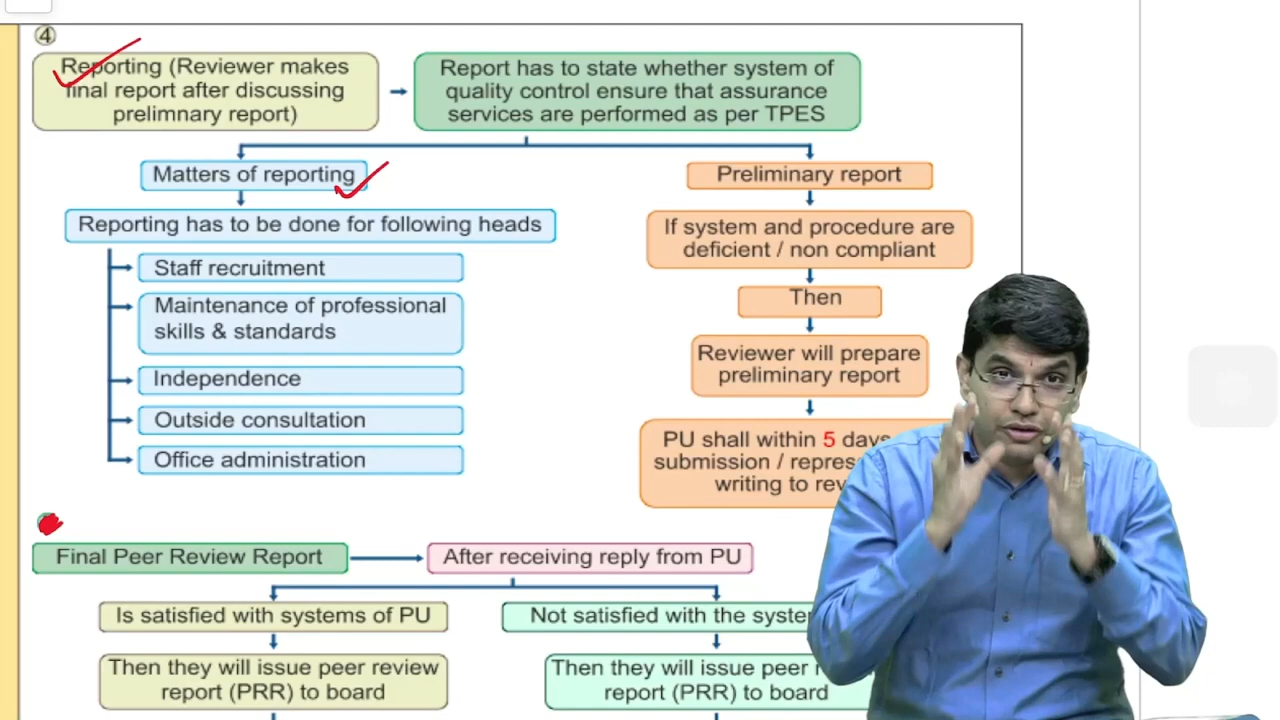 4
Reporting (Reviewer makes
final report after discussing
prelimnary report)
Report has to state whether system of
quality control ensure that assurance
services are performed as per TPES
Matters of reporting
Reporting has to be done for following heads
Staff recruitment
Maintenance of professional
skills & standards
Independence
Outside consultation
Office administration
Preliminary report
If system and procedure are
deficient / non compliant
Then
Reviewer will prepare
preliminary report
PU shall within 5 days
submission /
writing to
Final Peer Review Report
After receiving reply from PU
Is satisfied with systems of PU
Then they will issue peer review
report (PRR) to board
Not satisfied with the
Then they will issue peer
report (PRR) to board